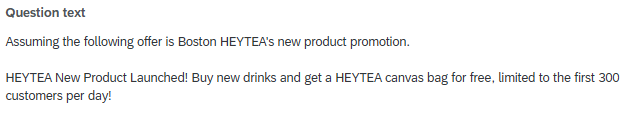 Question text
Assuming the following offer is Boston HEYTEA's new product promotion.
HEYTEA New Product Launched! Buy new drinks and get a HEYTEA canvas bag for free, limited to the first 300
customers per day!